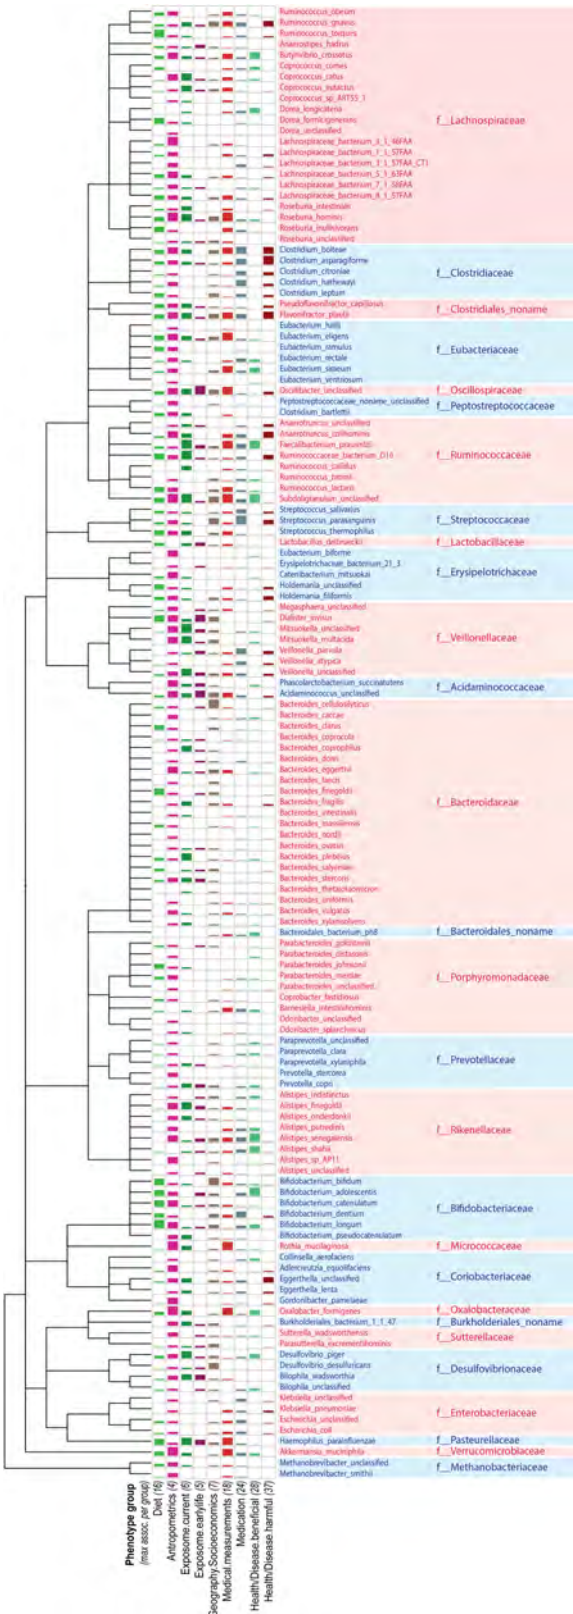 Ruminococcus_obeum
Ruminococcus_gnavus
Ruminococcus_torques
Anaerostipes_hadrus
Butyrivibrio_crossotus
Coprococcus_comes
Coprococcus_catus
Coprococcus_eutactus
Coprococcus_sp_ART55_1
Dorea_longicatena
Dorea_formicigenerans
f__Lachnospiraceae
Dorea_unclassified
Lachnospiraceae_bacterium_3_1_46FAA
Lachnospiraceae_bacterium_1_1_57FAA
Lachnospiraceae_bacterium_3_1_57FAA_CT1
Lachnospiraceae_bacterium_5_1_63FAA
Lachnospiraceae_bacterium_7_1_58FAA
Lachnospiraceae_bacterium_8_1_57FAA
Roseburia_intestinalis
Roseburia_hominis
Roseburia_inulinivorans
Roseburia_unclassified
Clostridium_bolteae
Clostridium_asparagiforme
Clostridium_citroniae
f__Clostridiaceae
Clostridium_hathewayi
Clostridium_leptum
Pseudoflavonifractor_capillosus
f__Clostridiales_noname
Flavonifractor_plautii
Eubacterium_hallii
Eubacterium_eligens
Eubacterium_ramulus
f__Eubacteriaceae
Eubacterium_rectale
Eubacterium_siraeum
Eubacterium_ventriosum
Oscillibacter_unclassified
f__Oscillospiraceae
Peptostreptococcaceae_noname_unclassified
f__Peptostreptococcaceae
Clostridium_bartlettii
Anaerotruncus_unclassified
Anaerotruncus_colihominis
Faecalibacterium_prausnitzii
Ruminococcaceae_bacterium_D16
f__Ruminococcaceae
Ruminococcus_callidus
Ruminococcus_bromii
Ruminococcus_lactaris
Subdoligranulum_unclassified
Streptococcus_salivarius
Streptococcus_parasanguinis
f__Streptococcaceae
Streptococcus_thermophilus
Lactobacillus_delbrueckii
f__Lactobacillaceae
Eubacterium_biforme
Erysipelotrichaceae_bacterium_21_3
Catenibacterium_mitsuokai
f__Erysipelotrichaceae
Holdemania_unclassified
Holdemania_filiformis
Megasphaera_unclassified
Dialister_invisus
Mitsuokella_unclassified
Mitsuokella_multacida
f__Veillonellaceae
Veillonella_parvula
Veillonella_atypica
Veillonella_unclassified
Phascolarctobacterium_succinatutens
f__Acidaminococcaceae
Acidaminococcus_unclassified
Bacteroides_cellulosilyticus
Bacteroides_caccae
Bacteroides_clarus
Bacteroides_coprocola
Bacteroides_coprophilus
Bacteroides_dorei
Bacteroides_eggerthii
Bacteroides_faecis
Bacteroides_finegoldii
Bacteroides_fragilis
f__Bacteroidaceae
Bacteroides_intestinalis
Bacteroides_massiliensis
Bacteroides_nordii
Bacteroides_ovatus
Bacteroides_plebeius
Bacteroides_salyersiae
Bacteroides_stercoris
Bacteroides_thetaiotaomicron
Bacteroides_uniformis
Bacteroides_vulgatus
Bacteroides_xylanisolvens
Bacteroidales_bacterium_ph8
f__Bacteroidales_noname
Parabacteroides_goldsteinii
Parabacteroides_distasonis
Parabacteroides_johnsonii
Parabacteroides_merdae
f__Porphyromonadaceae
Parabacteroides_unclassified
Coprobacter_fastidiosus
Barnesiella_intestinihominis
Odoribacter_unclassified
Odoribacter_splanchnicus
Paraprevotella_unclassified
Paraprevotella_clara
Paraprevotella_xylaniphila
f__Prevotellaceae
Prevotella_stercorea
Prevotella_copri
Alistipes_indistinctus
Alistipes_finegoldii
Alistipes_onderdonkii
Alistipes_putredinis
f__Rikenellaceae
Alistipes_senegalensis
Alistipes_shahii
Alistipes_sp_AP11
Alistipes_unclassified
Bifidobacterium_bifidum
Bifidobacterium_adolescentis
Bifidobacterium_catenulatum
f__Bifidobacteriaceae
Bifidobacterium_dentium
Bifidobacterium_longum
Bifidobacterium_pseudocatenulatum
Rothia_mucilaginosa
f__Micrococcaceae
Collinsella_aerofaciens
Adlercreutzia_equolifaciens
Eggerthella_unclassified
f__Coriobacteriaceae
Eggerthella_lenta
Gordonibacter_pamelaeae
Oxalobacter_formigenes
f__Oxalobacteraceae
Burkholderiales_bacterium_1_1_47
f__Burkholderiales_noname
Sutterella_wadsworthensis
f__Sutterellaceae
Parasutterella_excrementihominis
Desulfovibrio_piger
Desulfovibrio_desulfuricans
f__Desulfovibrionaceae
Bilophila_wadsworthia
Bilophila_unclassified
Klebsiella_unclassified
Klebsiella_pneumoniae
f__Enterobacteriaceae
Escherichia_unclassified
Escherichia_coli
Haemophilus_parainfluenzae
f__Pasteurellaceae
Akkermansia_muciniphila
f__Verrucomicrobiaceae
Methanobrevibacter_unclassified
f__Methanobacteriaceae
Methanobrevibacter_smithii
Phenotype group
(max assoc. per group)
Diet (16)
Antropometrics (4)
Exposome.current (6)
Exposome.earlylife (5)
Geography.Socioeconomics (7)
Medical.measurements (18)
Medication (24)
Health/Disease.beneficial (28)
Health/Disease.harmful (37)